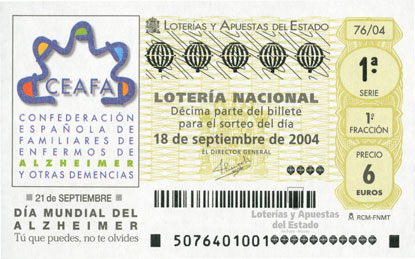 CEAFA
CONFEDERACIÓN
ESPAÑOLA DE
FAMILIARES DE
ENFERMOS DE
ALZHEIMER
Y OTRAS DEMENCIAS
21 DE SEPTIEMBRE
DÍA MUNDIAL DEL
ALZHEIMER
Tú que puedes, no te olvides
LOTERÍAS Y APUESTAS DEL ESTADO
LOTERÍA NACIONAL
Décima parte del billete
para el sorteo del día
18 de septiembre de 2004
EL DIRECTOR GENERAL
Loterías y Apuestas
del Estado
5076401001
76/04
1ª
SERIE
1ª
FRACCIÓN
PRECIO
6
EUROS
RCM-FNMT